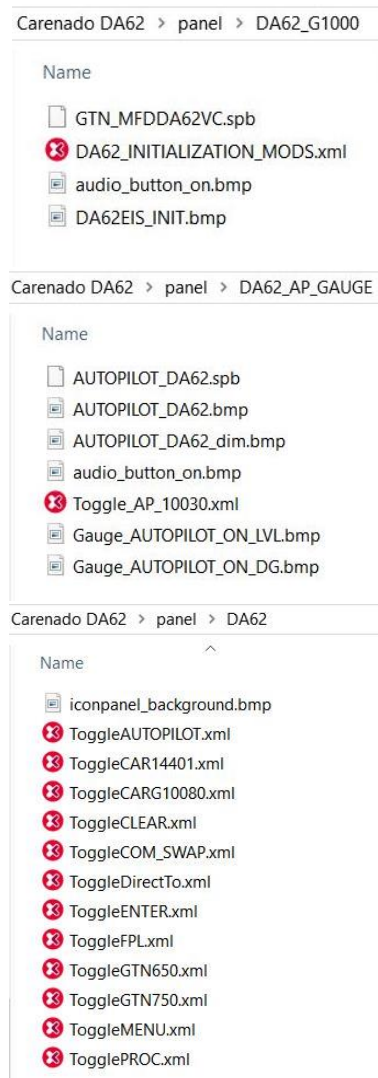 Carenado DA62 > panel > DA62_G1000
Name
GTN_MFDDA62VC.spb
DA62_INITIALIZATION_MODS.xml
audio_button_on.bmp
DA62EIS_INIT.bmp
Carenado DA62 > panel > DA62_AP_GAUGE
Name
AUTOPILOT_DA62.spb
AUTOPILOT_DA62.bmp
AUTOPILOT_DA62_dim.bmp
audio_button_on.bmp
Toggle_AP_10030.xml
Gauge_AUTOPILOT_ON_LVL.bmp
Gauge_AUTOPILOT_ON_DG.bmp
Carenado DA62 > panel > DA62
Name
iconpanel_background.bmp
ToggleAUTOPILOT.xml
ToggleCAR14401.xml
ToggleCARG10080.xml
ToggleCLEAR.xml
ToggleCOM_SWAP.xml
ToggleDirectTo.xml
ToggleENTER.xml
ToggleFPL.xml
ToggleGTN650.xml
ToggleGTN750.xml
ToggleMENU.xml
TogglePROC.xml